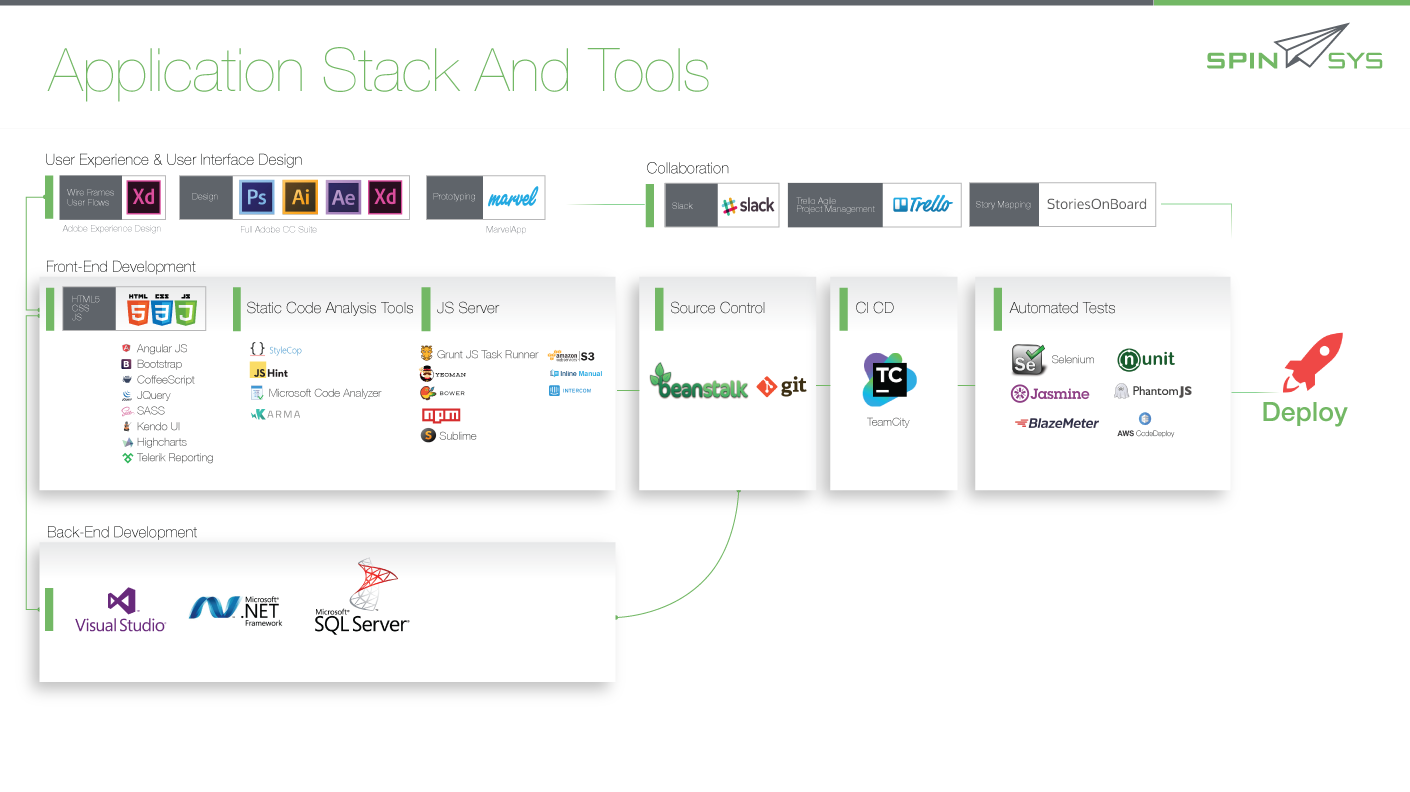 Application Stack And Tools
SPIN SYS
User Experience & User Interface Design
Wire Frames
User Flows
Xd
Adobe Experience Design
Design
Ps Ai Ae Xd
Full Adobe CC Suite
Prototyping
marvel
MarvelApp
Collaboration
Slack
slack
Trello Agile
Project Management
Trello
Story Mapping
StoriesOnBoard
Front-End Development
HTML5
CSS
JS
HTML CSS JS
5 3
Angular JS
Bootstrap
CoffeeScript
JQuery
SASS
Kendo UI
Highcharts
Telerik Reporting
Static Code Analysis Tools
{ } StyleCop
JS Hint
Microsoft Code Analyzer
KARMA
JS Server
Grunt JS Task Runner
YEOMAN
BOWER
npm
Sublime
amazon
webservices
S3
Inline Manual
INTERCOM
Source Control
beanstalk
git
CI CD
TC
TeamCity
Automated Tests
Se Selenium
nunit
Jasmine
PhantomJS
BlazeMeter
AWS CodeDeploy
Deploy
Back-End Development
Visual Studio
Microsoft®
.NET
Framework
Microsoft®
SQL Server